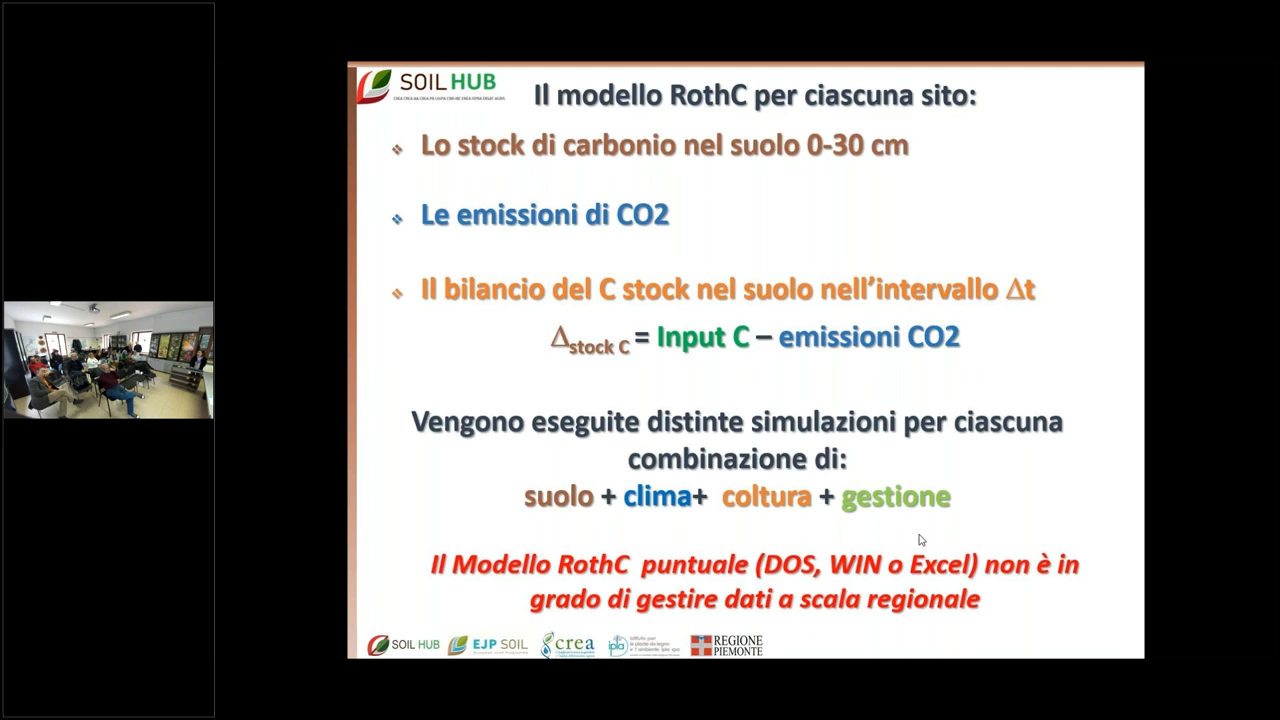 SOIL HUB
Il modello RothC per ciascuna sito:
Lo stock di carbonio nel suolo 0-30 cm
Le emissioni di CO2
Il bilancio del C stock nel suolo nell'intervallo Δt
Δstock C = Input C – emissioni CO2
Vengono eseguite distinte simulazioni per ciascuna
combinazione di:
suolo + clima+ coltura + gestione
Il Modello RothC puntuale (DOS, WIN o Excel) non è in
grado di gestire dati a scala regionale
SOIL HUB
EJP SOIL
crea
ipla
REGIONE
PIEMONTE